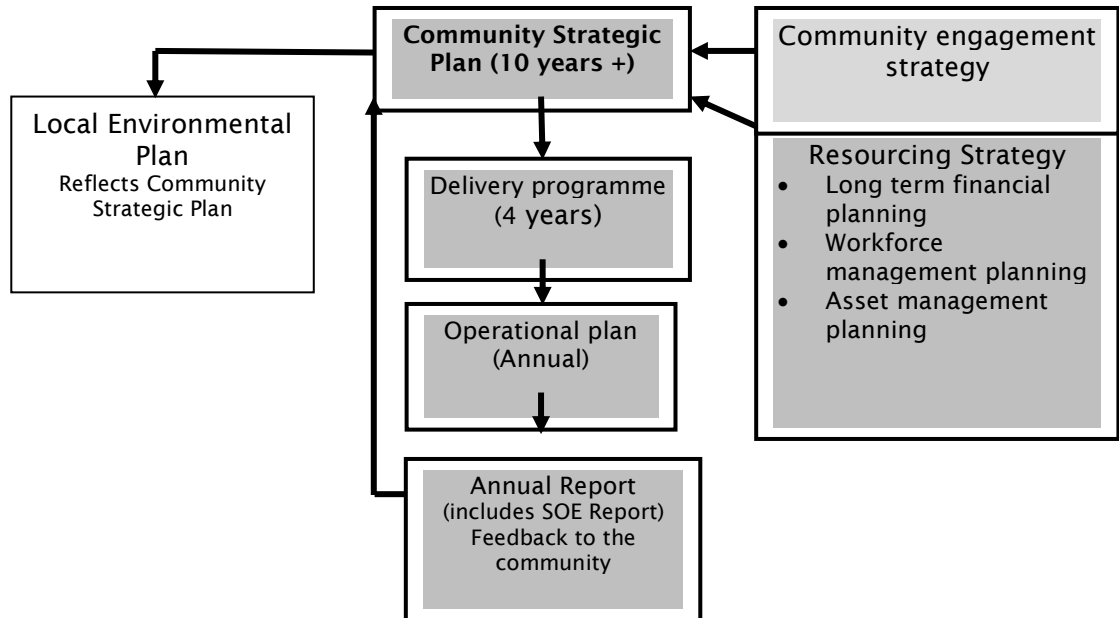 Community Strategic
Plan (10 years +)
Community engagement
strategy
Local Environmental
Plan
Reflects Community
Strategic Plan
Delivery programme
(4 years)
Resourcing Strategy
• Long term financial
planning
• Workforce
management planning
• Asset management
planning
Operational plan
(Annual)
Annual Report
(includes SOE Report)
Feedback to the
community